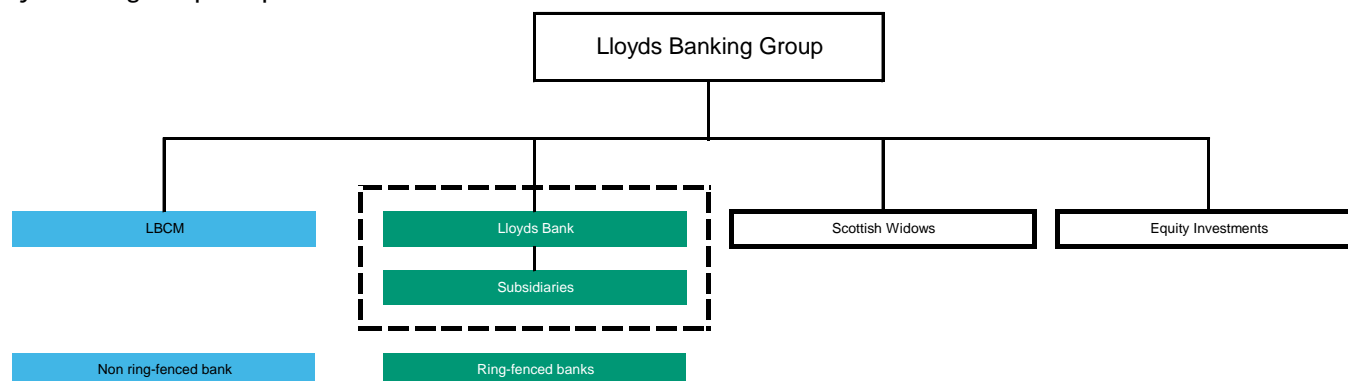 Lloyds Banking Group
LBCM
Lloyds Bank
Scottish Widows
Equity Investments
Subsidiaries
Non ring-fenced bank
Ring-fenced banks